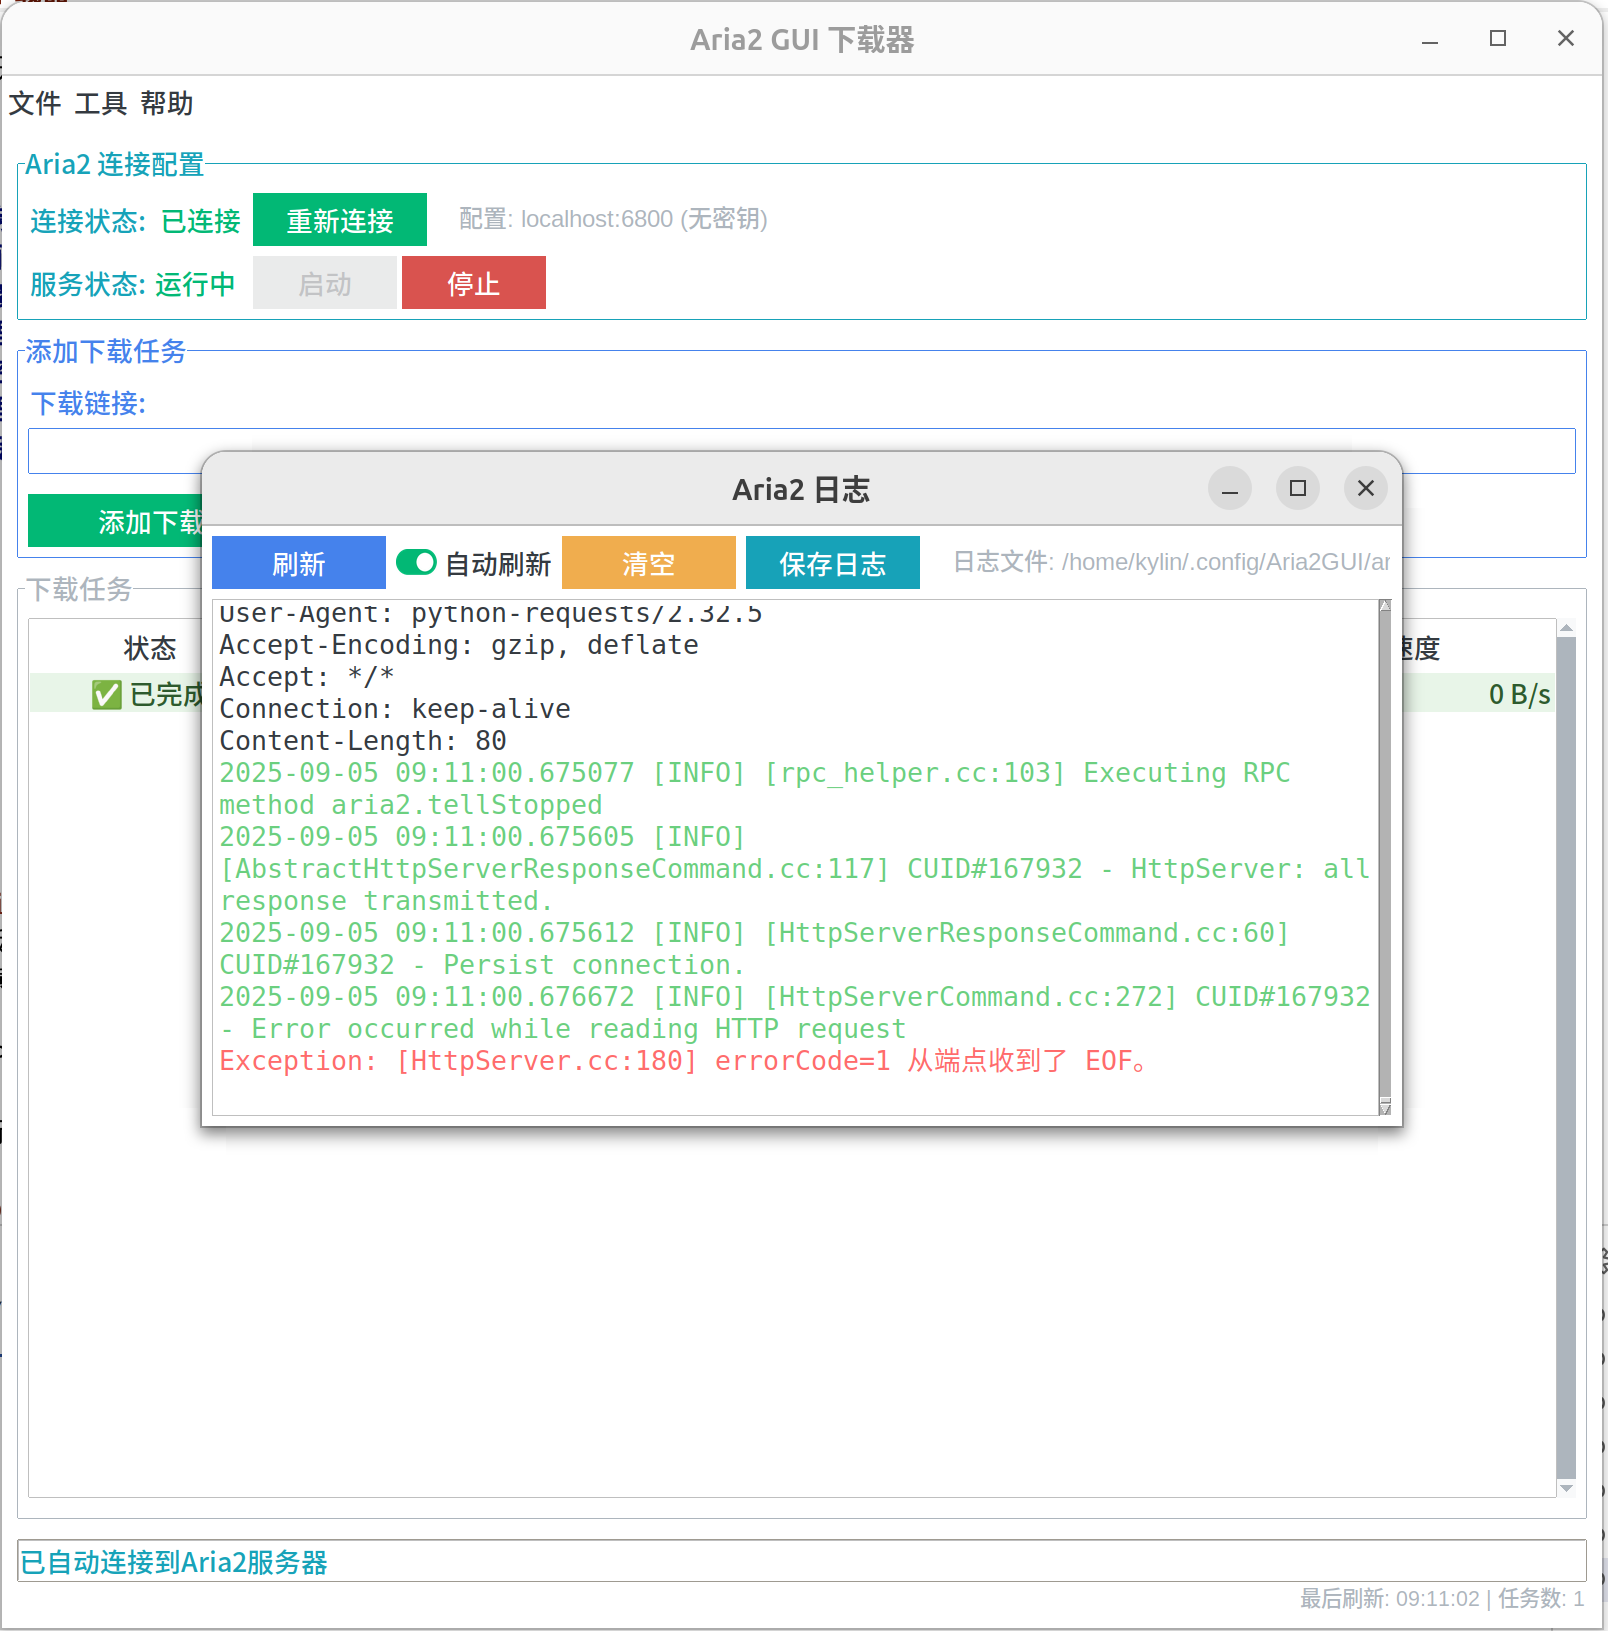 Aria2 GUI 下载器
文件 工具 帮助
Aria2 连接配置
连接状态: 已连接 重新连接 配置: localhost:6800 (无密钥)
服务状态: 运行中 启动 停止
添加下载任务
下载链接:
添加下载
Aria2 日志
刷新 自动刷新 清空 保存日志 日志文件: /home/kylin/.config/Aria2GUI/ar
下载任务
状态 速度
✅ 已完成 0 B/s
User-Agent: python-requests/2.32.5
Accept-Encoding: gzip, deflate
Accept: */*
Connection: keep-alive
Content-Length: 80
2025-09-05 09:11:00.675077 [INFO] [rpc_helper.cc:103] Executing RPC
method aria2.tellStopped
2025-09-05 09:11:00.675605 [INFO]
[AbstractHttpServerResponseCommand.cc:117] CUID#167932 - HttpServer: all
response transmitted.
2025-09-05 09:11:00.675612 [INFO] [HttpServerResponseCommand.cc:60]
CUID#167932 - Persist connection.
2025-09-05 09:11:00.676672 [INFO] [HttpServerCommand.cc:272] CUID#167932
- Error occurred while reading HTTP request
Exception: [HttpServer.cc:180] errorCode=1 从端点收到了 EOF。
已自动连接到Aria2服务器
最后刷新: 09:11:02 | 任务数: 1